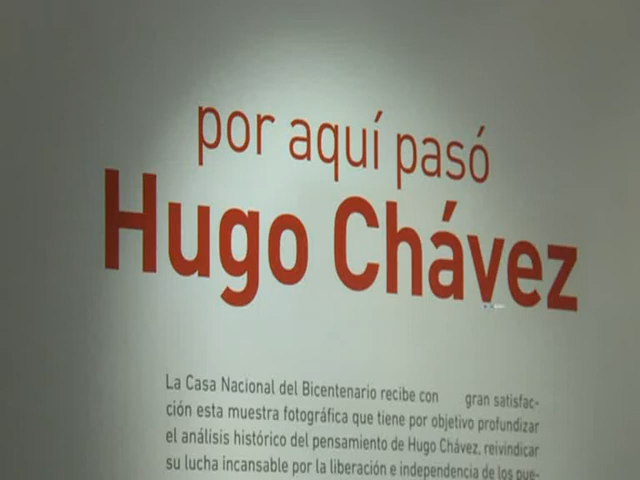 por aquí pasó
Hugo Chávez
La Casa Nacional del Bicentenario recibe con gran satisfac-
ción esta muestra fotográfica que tiene por objetivo profundizar
el análisis histórico del pensamiento de Hugo Chávez, reivindicar
su lucha incansable por la liberación e independencia de los pue-